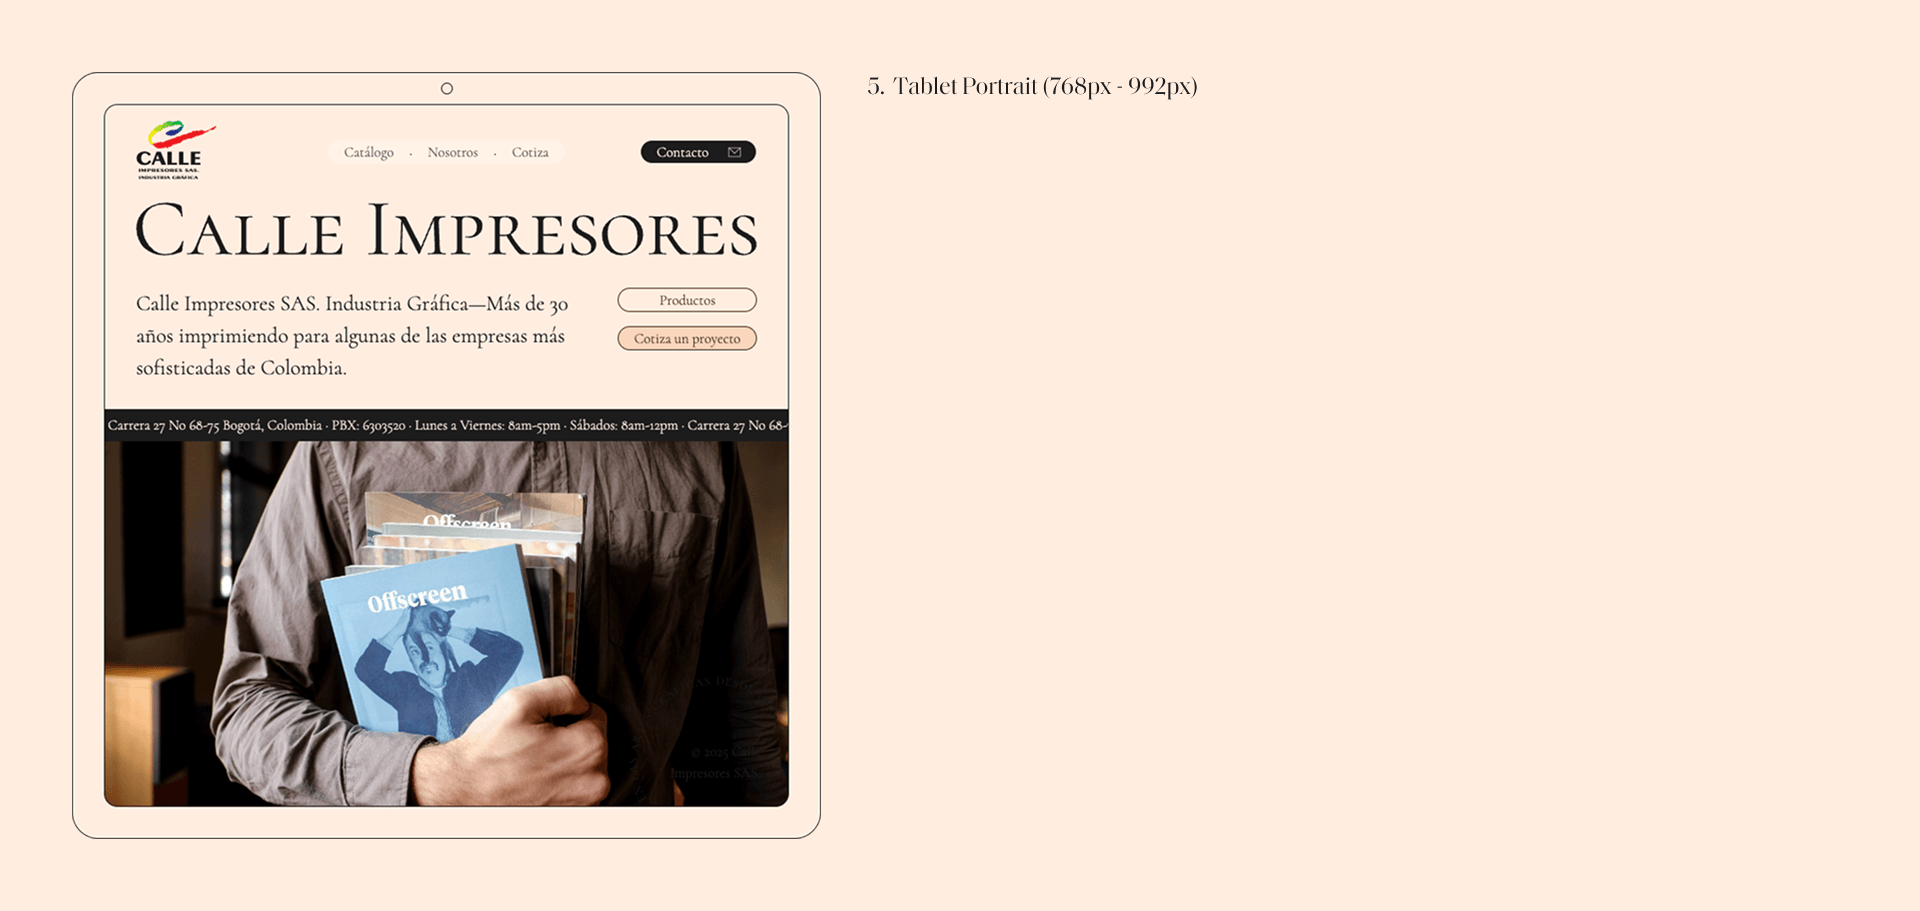 5. Tablet Portrait (768px - 992px)
CALLE
IMPRESORES SAS.
INDUSTRIA GRÁFICA
Catálogo · Nosotros · Cotiza
Contacto
Calle Impresores
Calle Impresores SAS. Industria Gráfica—Más de 30
años imprimiendo para algunas de las empresas más
sofisticadas de Colombia.
Productos
Cotiza un proyecto
Carrera 27 No 68-75 Bogotá, Colombia · PBX: 6303520 · Lunes a Viernes: 8am-5pm · Sábados: 8am-12pm · Carrera 27 No 68-
Offscreen
Offscreen
© 2025 Calle
Impresores SAS.